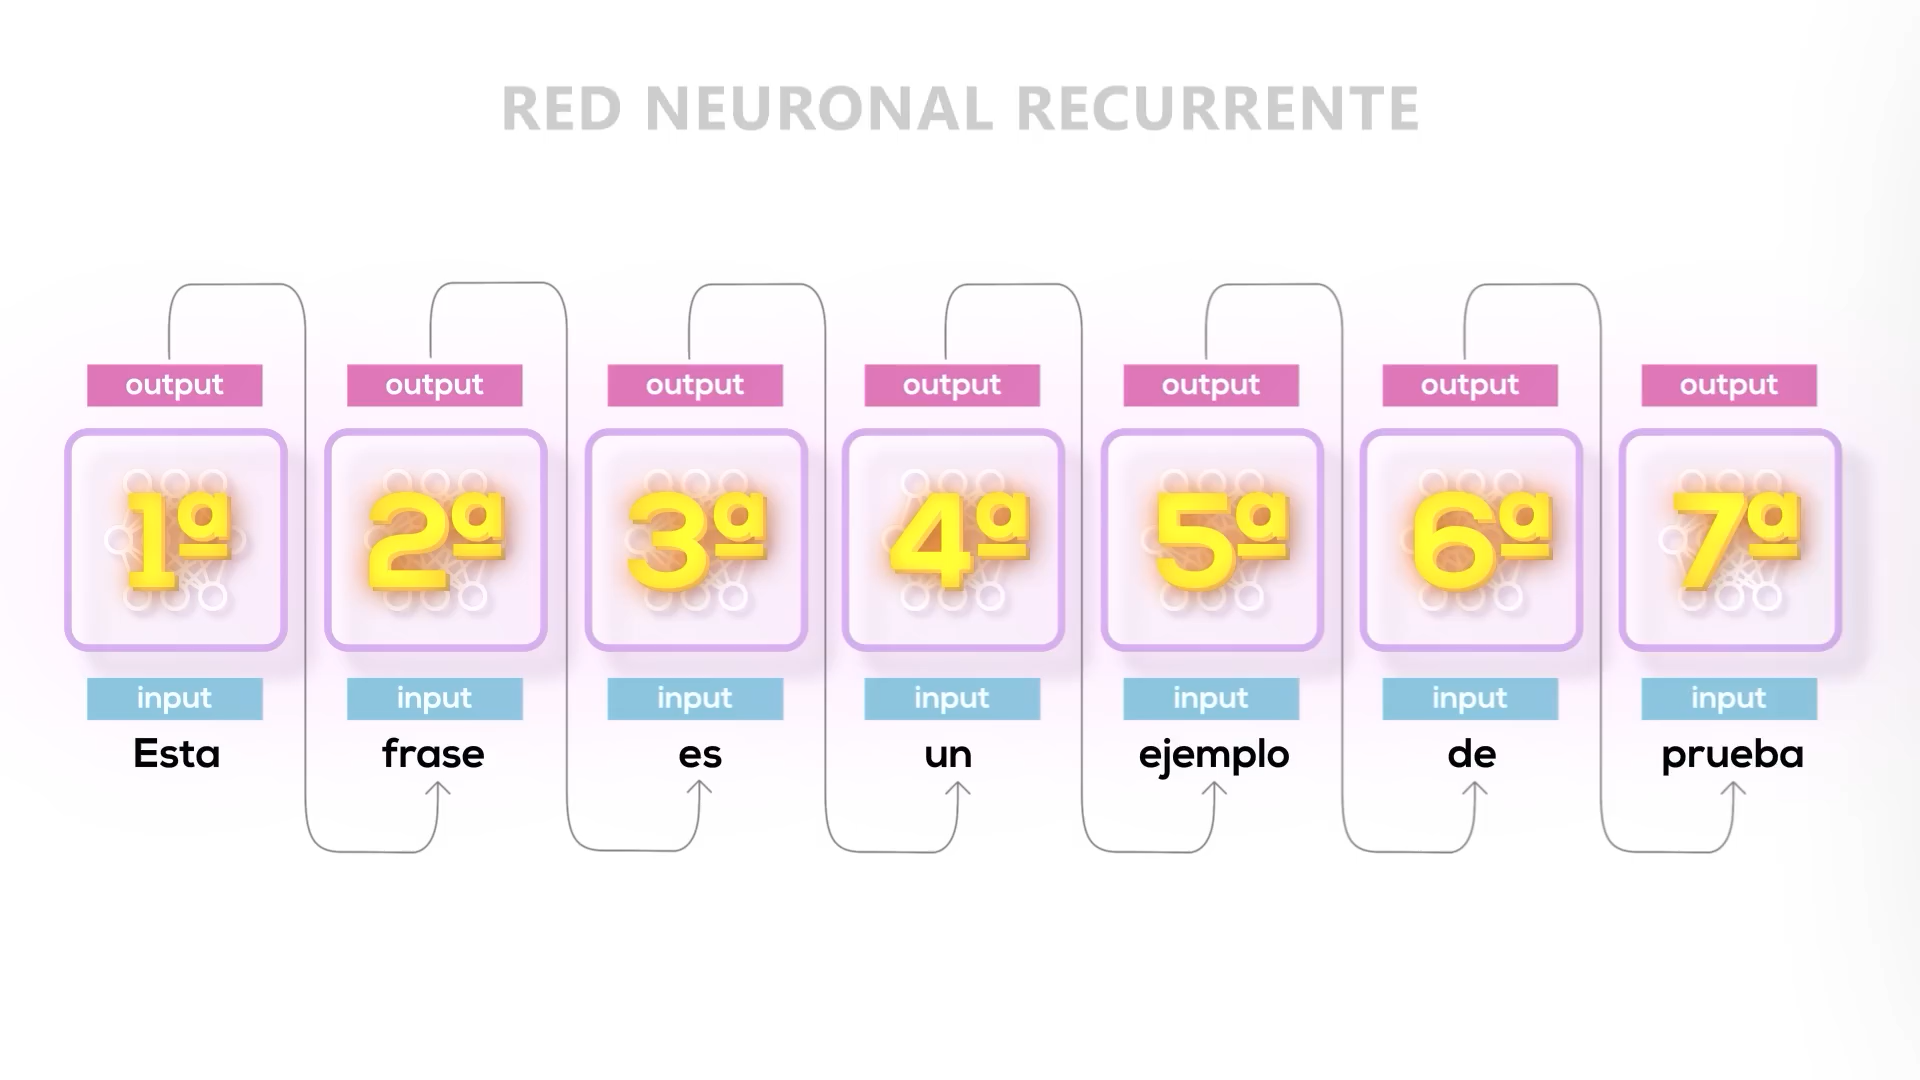 RED NEURONAL RECURRENTE
output output output output output output output
1ª 2ª 3ª 4ª 5ª 6ª 7ª
input input input input input input input
Esta frase es un ejemplo de prueba